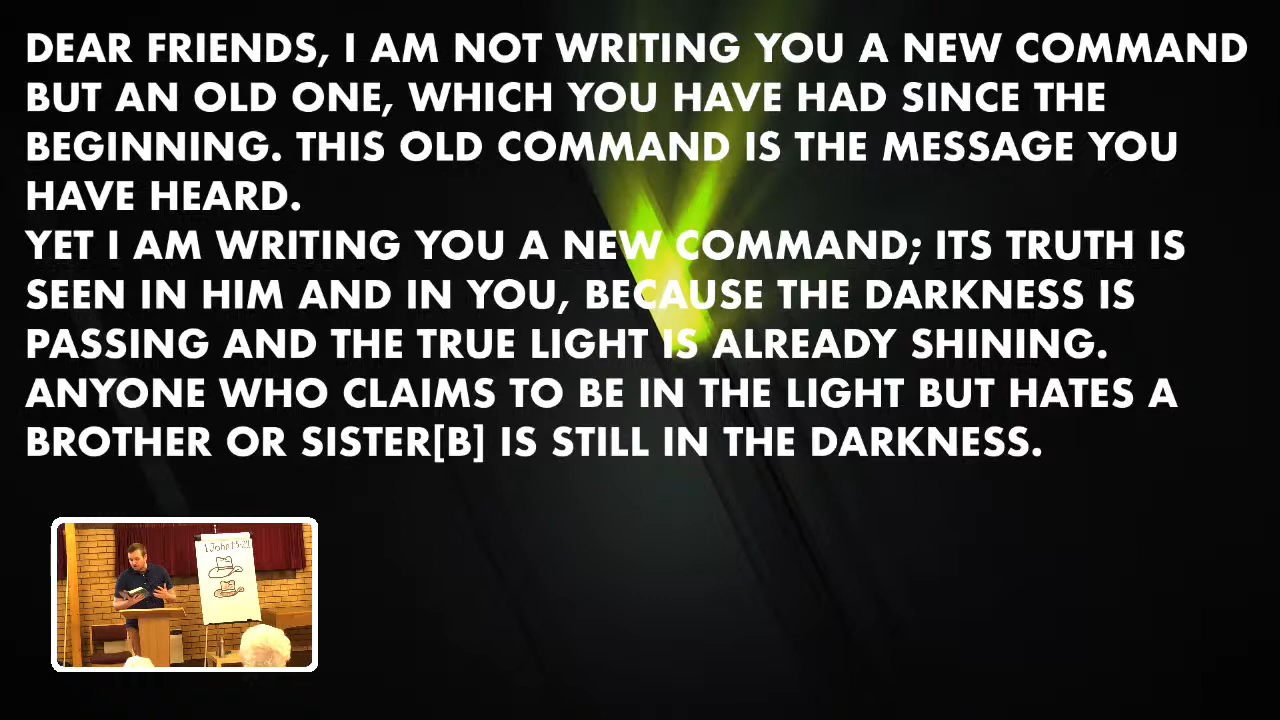 DEAR FRIENDS, I AM NOT WRITING YOU A NEW COMMAND
BUT AN OLD ONE, WHICH YOU HAVE HAD SINCE THE
BEGINNING. THIS OLD COMMAND IS THE MESSAGE YOU
HAVE HEARD.
YET I AM WRITING YOU A NEW COMMAND; ITS TRUTH IS
SEEN IN HIM AND IN YOU, BECAUSE THE DARKNESS IS
PASSING AND THE TRUE LIGHT IS ALREADY SHINING.
ANYONE WHO CLAIMS TO BE IN THE LIGHT BUT HATES A
BROTHER OR SISTER[B] IS STILL IN THE DARKNESS.
1 John